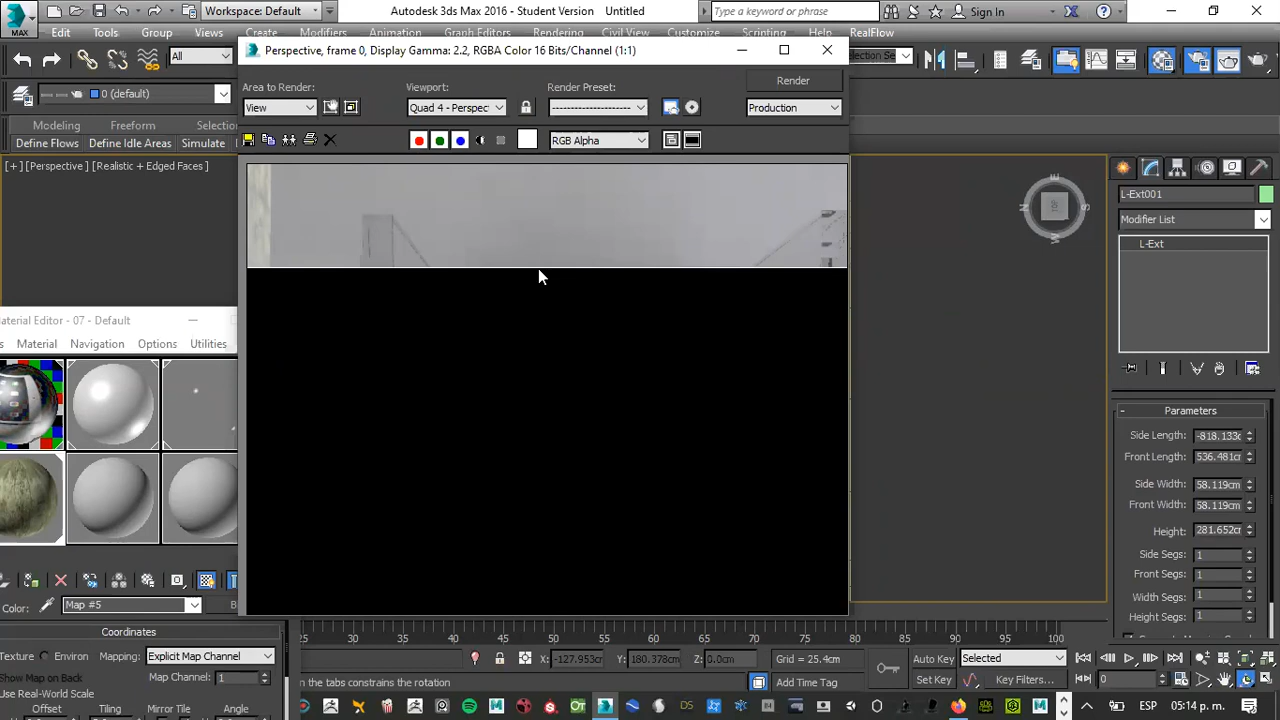 MAX
Workspace: Default
Autodesk 3ds Max 2016 - Student Version    Untitled
Type a keyword or phrase
Sign In
Edit Tools Group Views Create Modifiers Animation Graph Editors Rendering Civil View Customize Scripting Help RealFlow
Perspective, frame 0, Display Gamma: 2.2, RGBA Color 16 Bits/Channel (1:1)
All
Selection Se
0 (default)
Area to Render:
View
Viewport:
Quad 4 - Perspec
Render Preset:
Render
Production
Modeling Freeform Selection
Define Flows Define Idle Areas Simulate
RGB Alpha
[+] [Perspective] [Realistic + Edged Faces]
TOP
N E S W
L-Ext001
Modifier List
L-Ext
aterial Editor - 07 - Default
s Material Navigation Options Utilities
Parameters
Side Length: -818.133c
Front Length: 536.481cm
Side Width: 58.119cm
Front Width: 58.119cm
Height: 281.652cm
Side Segs: 1
Front Segs: 1
Width Segs: 1
Height Segs: 1
Color: Map #5
B
Coordinates
Texture Environ Mapping: Explicit Map Channel
Show Map on Back Map Channel: 1
Use Real-World Scale
Offset Mirror Tile Angle
25 30 35 40 45 50 55 60 65 70 75 80 85 90 95 100
X: -127.953cm Y: 180.378cm Z: 0.0cm Grid = 25.4cm
n the tabs constrains the rotation
Add Time Tag
Auto Key Selected
Set Key Key Filters...
0
ESP 05:14 p. m.